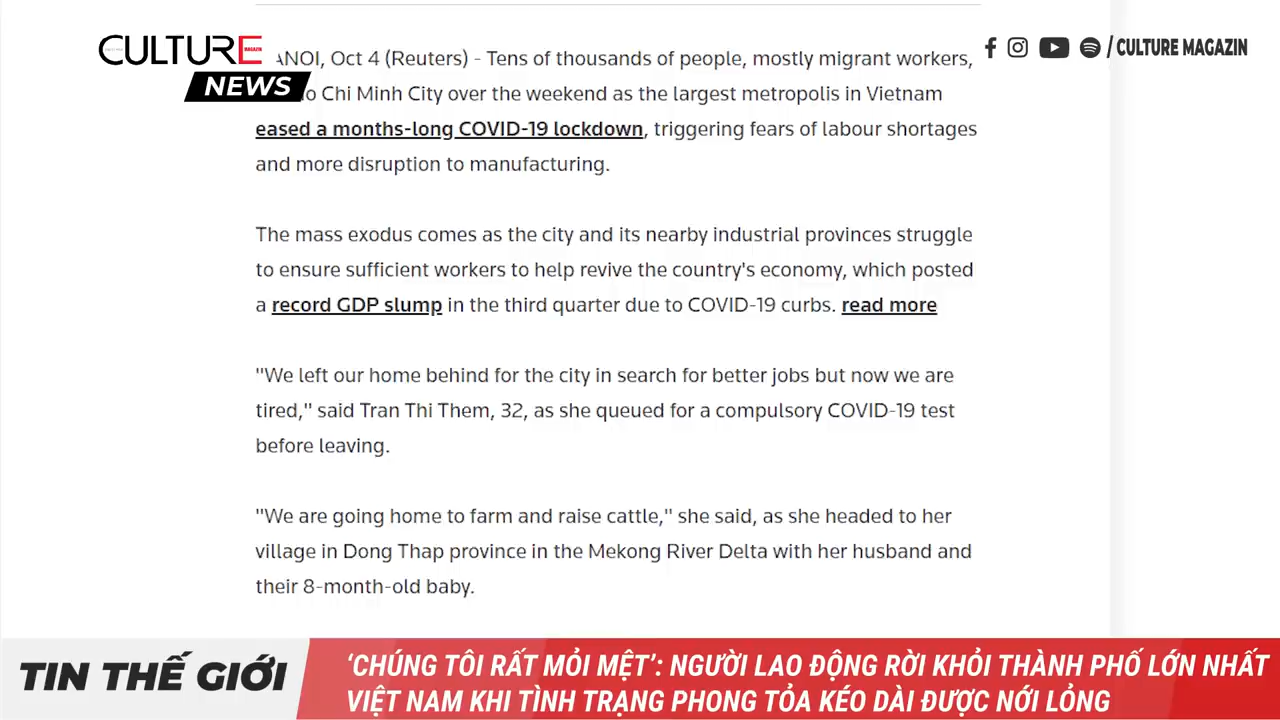 CULTURE MAGAZIN
NEWS
/ CULTURE MAGAZIN
ANOI, Oct 4 (Reuters) - Tens of thousands of people, mostly migrant workers,
o Chi Minh City over the weekend as the largest metropolis in Vietnam
eased a months-long COVID-19 lockdown, triggering fears of labour shortages
and more disruption to manufacturing.
The mass exodus comes as the city and its nearby industrial provinces struggle
to ensure sufficient workers to help revive the country's economy, which posted
a record GDP slump in the third quarter due to COVID-19 curbs. read more
"We left our home behind for the city in search for better jobs but now we are
tired," said Tran Thi Them, 32, as she queued for a compulsory COVID-19 test
before leaving.
"We are going home to farm and raise cattle," she said, as she headed to her
village in Dong Thap province in the Mekong River Delta with her husband and
their 8-month-old baby.
TIN THẾ GIỚI
‘CHÚNG TÔI RẤT MỎI MỆT’: NGƯỜI LAO ĐỘNG RỜI KHỎI THÀNH PHỐ LỚN NHẤT
VIỆT NAM KHI TÌNH TRẠNG PHONG TỎA KÉO DÀI ĐƯỢC NỚI LỎNG